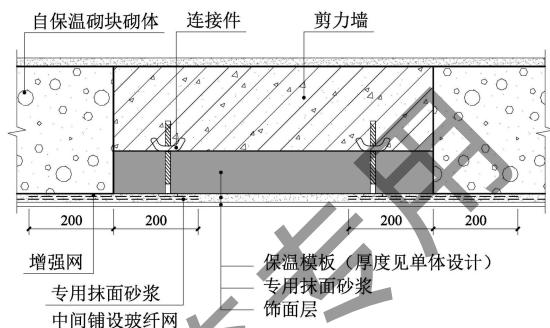 自保温砌块砌体
连接件
剪力墙
200 200 200 200
增强网
保温模板（厚度见单体设计）
专用抹面砂浆
专用抹面砂浆
饰面层
中间铺设玻纤网
专用